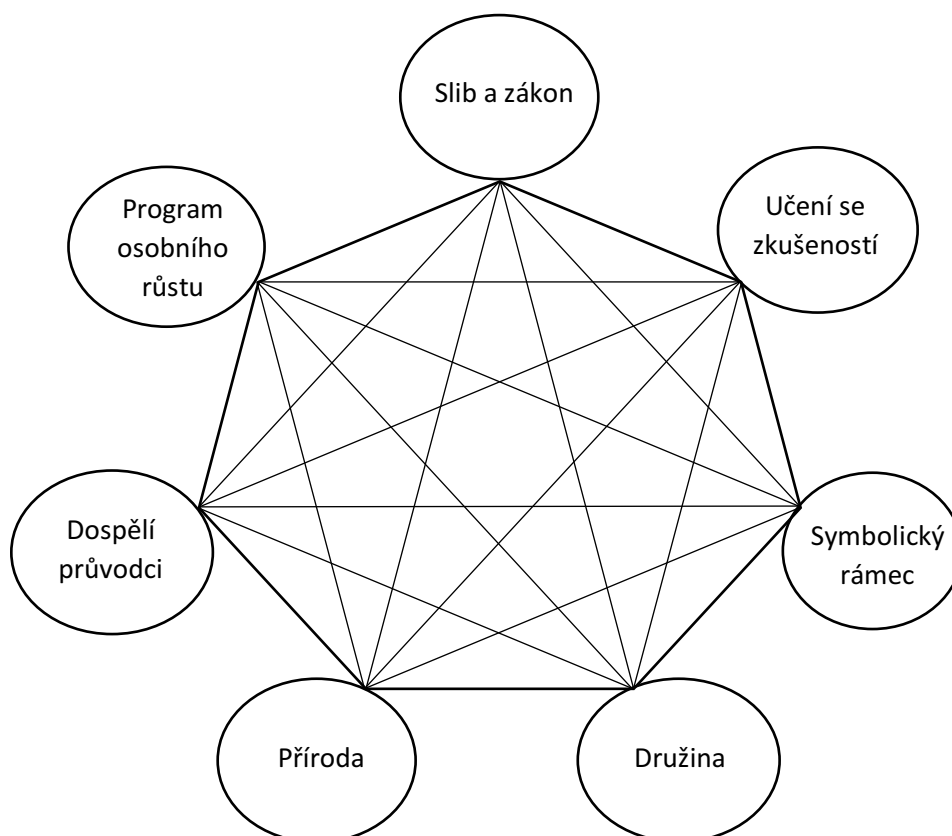 Slib a zákon
Učení se
zkušeností
Program
osobního
růstu
Dospělí
průvodci
Symbolický
rámec
Příroda
Družina